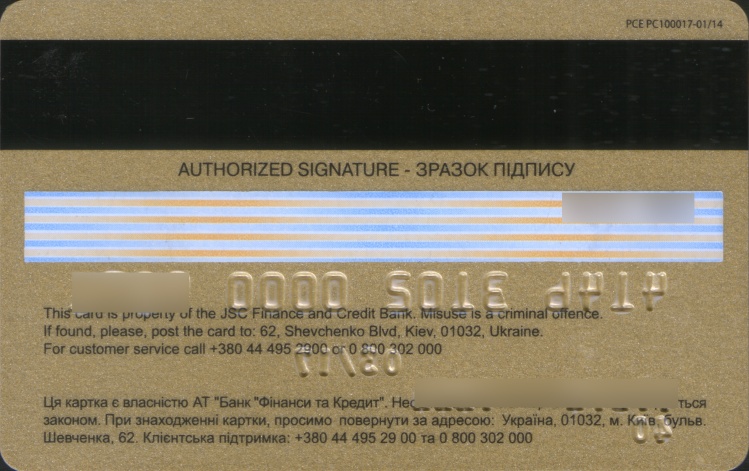 PCE PC100017-01/14
AUTHORIZED SIGNATURE - ЗРАЗОК ПІДПИСУ
This card is property of the JSC Finance and Credit Bank. Misuse is a criminal offence.
If found, please, post the card to: 62, Shevchenko Blvd, Kiev, 01032, Ukraine.
For customer service call +380 44 495 2900 or 0 800 302 000
Ця картка є власністю АТ "Банк "Фінанси та Кредит". Нес ться
законом. При знаходженні картки, просимо повернути за адресою: Україна, 01032, м. Київ, бульв.
Шевченка, 62. Клієнтська підтримка: +380 44 495 29 00 та 0 800 302 000